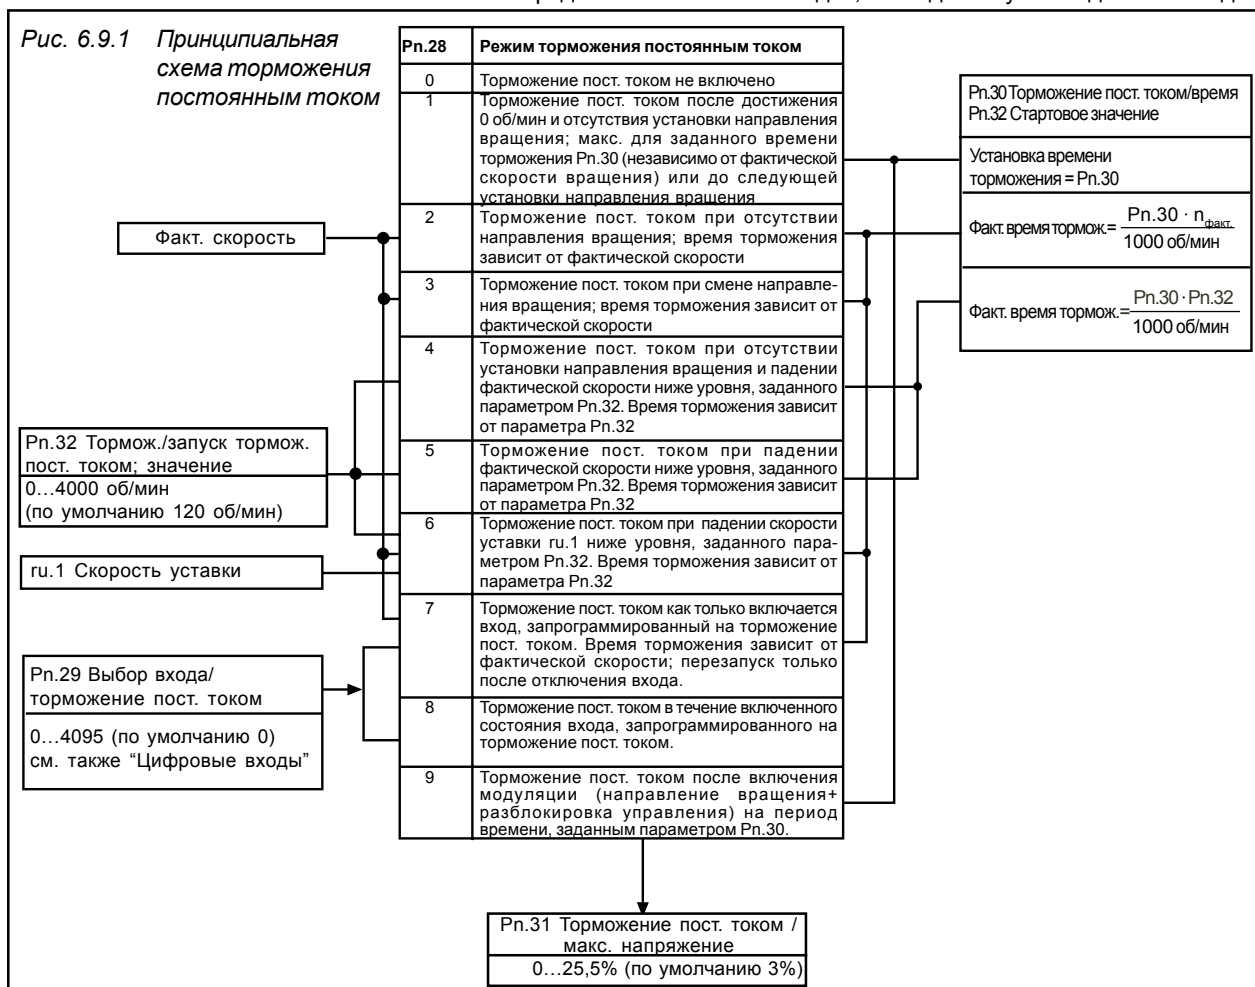 Рис. 6.9.1 Принципиальная
схема торможения
постоянным током
Pn.28 Режим торможения постоянным током
0 Торможение пост. током не включено
1 Торможение пост. током после достижения
0 об/мин и отсутствия установки направления
вращения; макс. для заданного времени
торможения Pn.30 (независимо от фактической
скорости вращения) или до следующей
установки направления вращения
2 Торможение пост. током при отсутствии
направления вращения; время торможения
зависит от фактической скорости
3 Торможение пост. током при смене направле-
ния вращения; время торможения зависит от
фактической скорости
4 Торможение пост. током при отсутствии
установки направления вращения и падении
фактической скорости ниже уровня, заданного
параметром Pn.32. Время торможения зависит
от параметра Pn.32
5 Торможение пост. током при падении
фактической скорости ниже уровня, заданного
параметром Pn.32. Время торможения зависит
от параметра Pn.32
6 Торможение пост. током при падении скорости
уставки ru.1 ниже уровня, заданного пара-
метром Pn.32. Время торможения зависит от
параметра Pn.32
7 Торможение пост. током как только включается
вход, запрограммированный на торможение
пост. током. Время торможения зависит от
фактической скорости; перезапуск только
после отключения входа.
8 Торможение пост. током в течение включенного
состояния входа, запрограммированного на
торможение пост. током.
9 Торможение пост. током после включения
модуляции (направление вращения+
разблокировка управления) на период
времени, заданным параметром Pn.30.
Факт. скорость
Pn.32 Тормож./запуск тормож.
пост. током; значение
0...4000 об/мин
(по умолчанию 120 об/мин)
ru.1 Скорость уставки
Pn.29 Выбор входа/
торможение пост. током
0...4095 (по умолчанию 0)
см. также “Цифровые входы”
Pn.30 Торможение пост. током/время
Pn.32 Стартовое значение
Установка времени
торможения = Pn.30
Факт. время тормож.= Pn.30 · nфакт.
1000 об/мин
Факт. время тормож.= Pn.30 · Pn.32
1000 об/мин
Pn.31 Торможение пост. током /
макс. напряжение
0...25,5% (по умолчанию 3%)